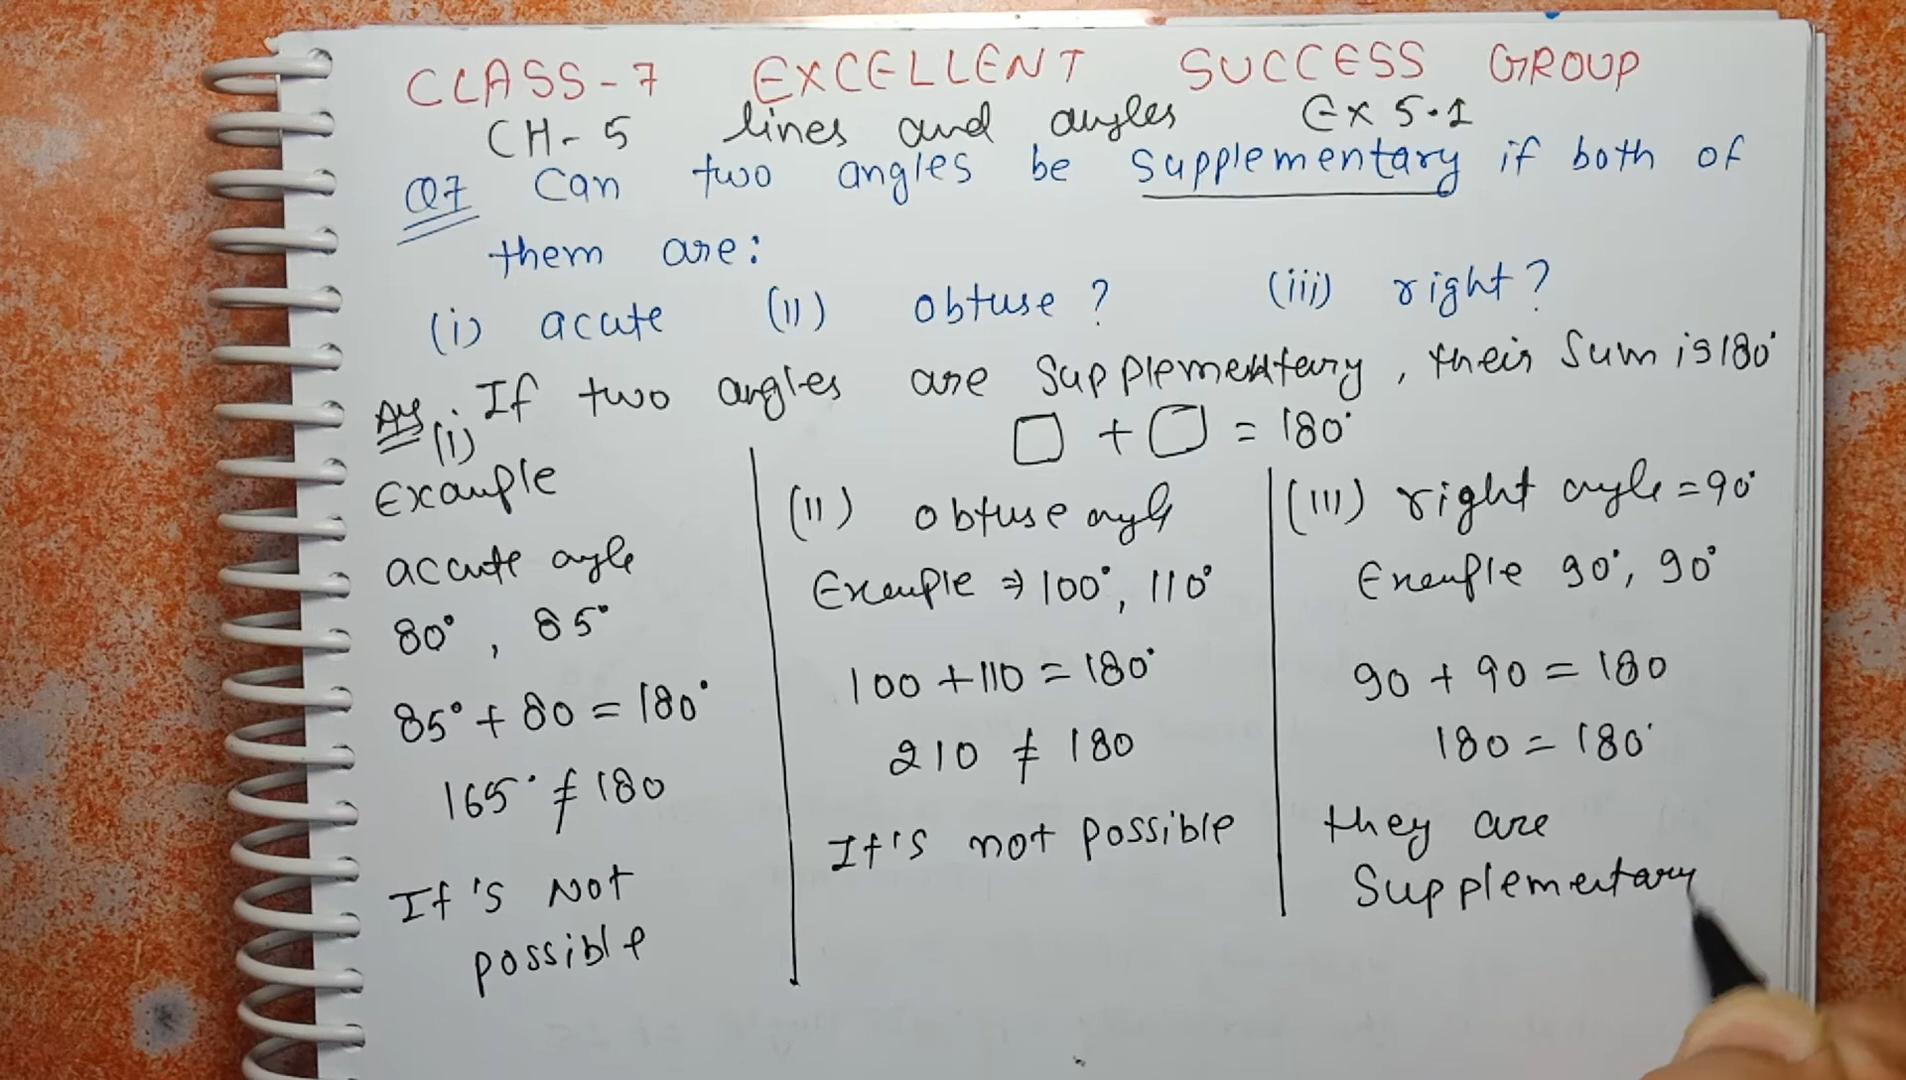 CLASS-7 EXCELLENT SUCCESS GROUP
CH-5 lines and angles Ex 5.1
Q7 Can two angles be supplementary if both of
them are:
(i) acute (ii) obtuse? (iii) right?
Ans: If two angles are Supplementary, their Sum is 180°
□ + □ = 180°
(i)
Example
acute angle
80°, 85°
85° + 80 = 180°
165° ≠ 180
It's Not
possible
(ii) obtuse angle
Example ⇒ 100°, 110°
100 + 110 = 180°
210 ≠ 180
It's not possible
(iii) right angle = 90°
Example 90°, 90°
90 + 90 = 180
180 = 180°
they are
Supplementary